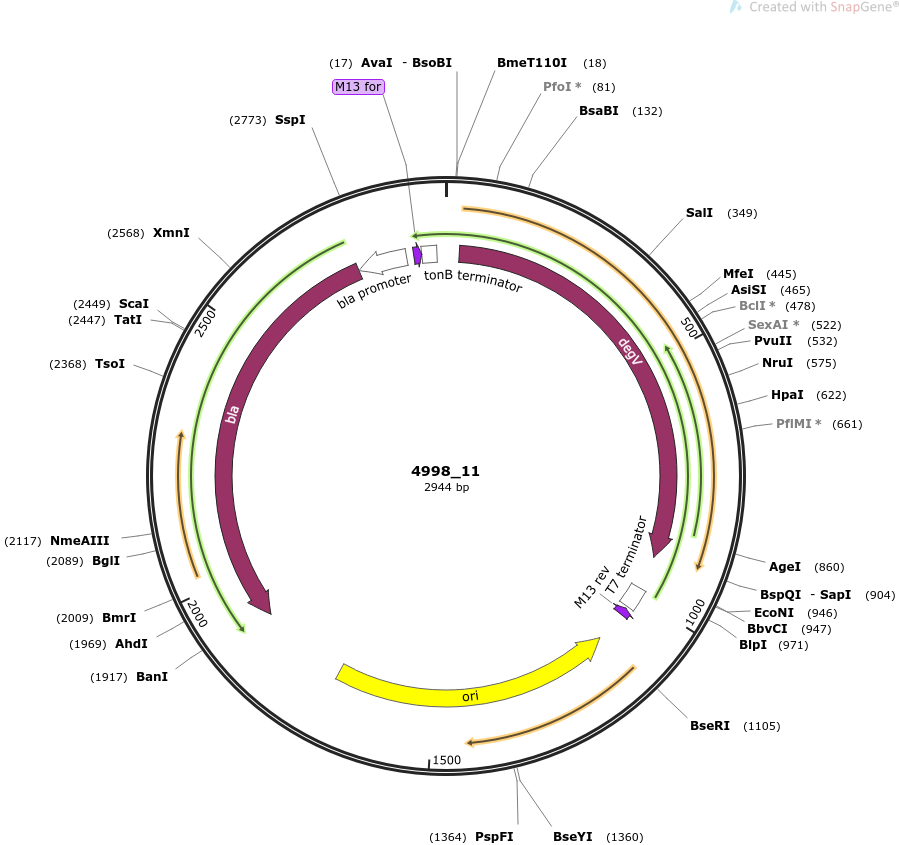 Created with SnapGene®
(17) AvaI - BsoBI
BmeT110I (18)
M13 for
PfoI * (81)
BsaBI (132)
(2773) SspI
SalI (349)
(2568) XmnI
MfeI (445)
AsiSI (465)
BclI * (478)
SexAI * (522)
PvuII (532)
NruI (575)
HpaI (622)
PflMI * (661)
(2449) ScaI
(2447) TatI
(2368) TsoI
bla promoter
tonB terminator
500
2500
degV
bla
4998_11
2944 bp
(2117) NmeAIII
(2089) BglI
(2009) BmrI
(1969) AhdI
(1917) BanI
2000
T7 terminator
M13 rev
AgeI (860)
BspQI - SapI (904)
EcoNI (946)
BbvCI (947)
BlpI (971)
1000
ori
BseRI (1105)
1500
(1364) PspFI
BseYI (1360)